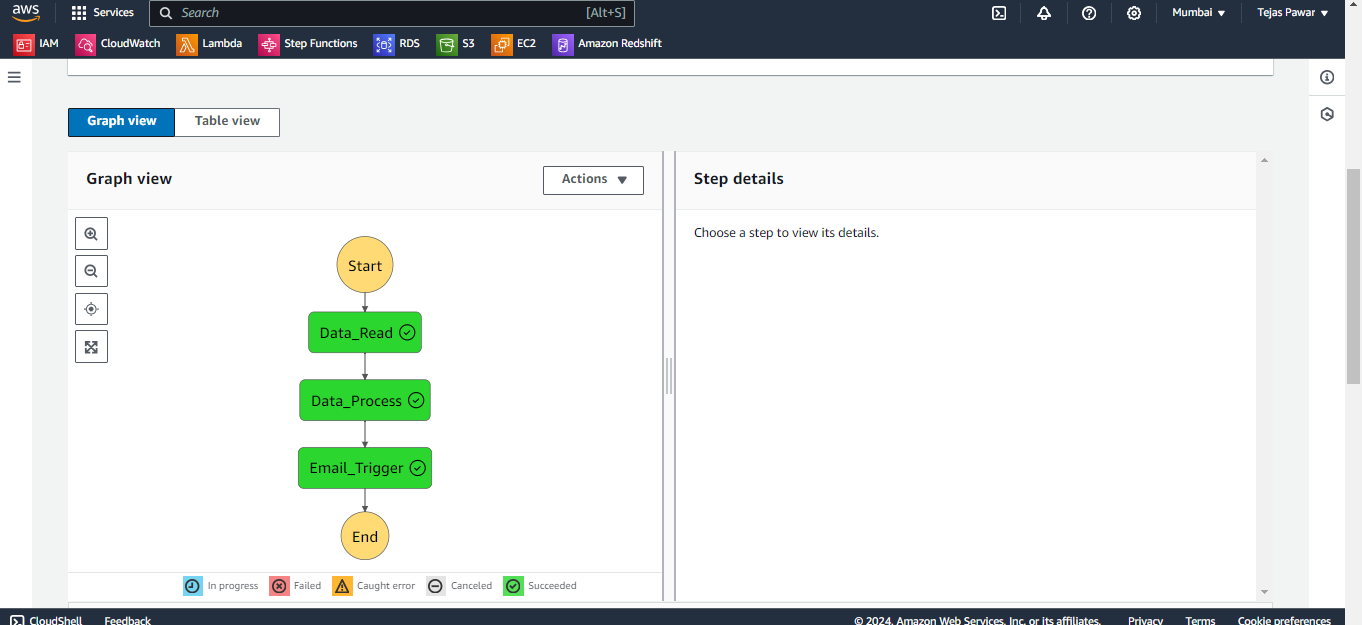 aws Services Search [Alt+S] Mumbai ▼ Tejas Pawar ▼
IAM CloudWatch Lambda Step Functions RDS S3 EC2 Amazon Redshift
Graph view Table view
Graph view Actions ▼
Step details
Choose a step to view its details.
Start
Data_Read
Data_Process
Email_Trigger
End
In progress Failed Caught error Canceled Succeeded
CloudShell Feedback © 2024, Amazon Web Services, Inc. or its affiliates. Privacy Terms Cookie preferences